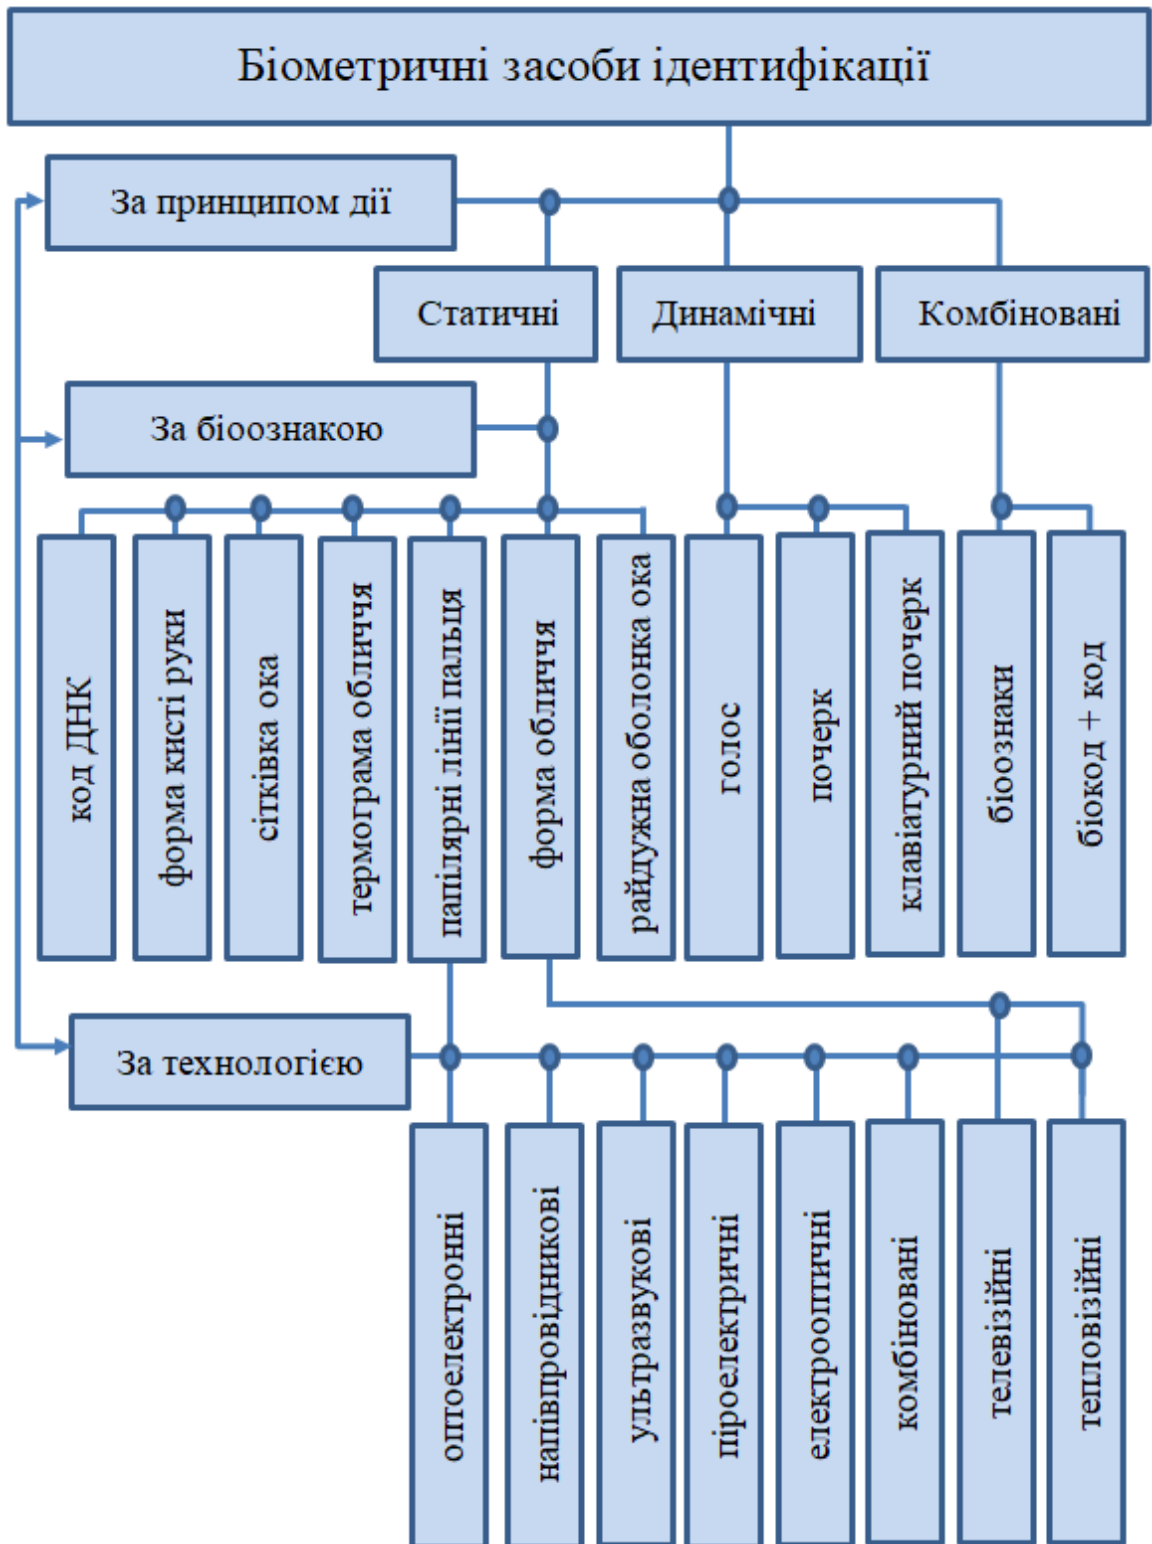 Біометричні засоби ідентифікації
За принципом дії
Статичні
Динамічні
Комбіновані
За біоознакою
код ДНК
форма кисті руки
сітківка ока
термограма обличчя
папілярні лінії пальця
форма обличчя
райдужна оболонка ока
голос
почерк
клавіатурний почерк
біоознаки
біокод + код
За технологією
оптоелектронні
напівпровідникові
ультразвукові
піроелектричні
електрооптичні
комбіновані
телевізійні
тепловізійні